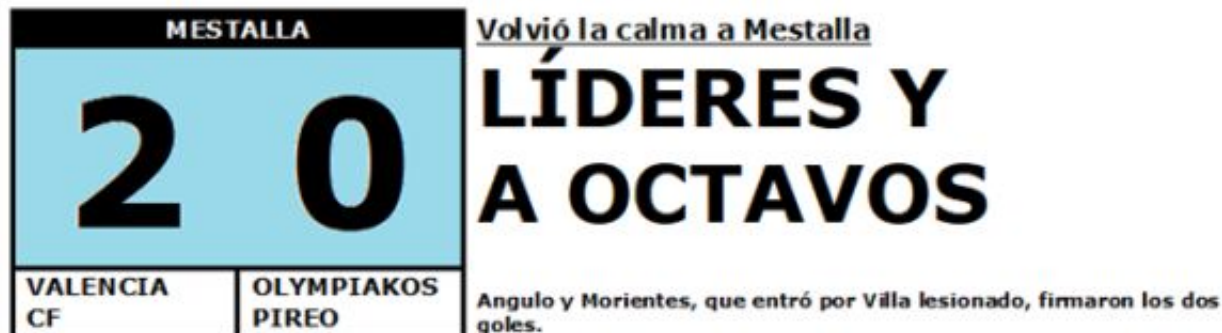 MESTALLA
2 0
VALENCIA
CF
OLYMPIAKOS
PIREO
Volvió la calma a Mestalla
LÍDERES Y
A OCTAVOS
Angulo y Morientes, que entró por Villa lesionado, firmaron los dos
goles.